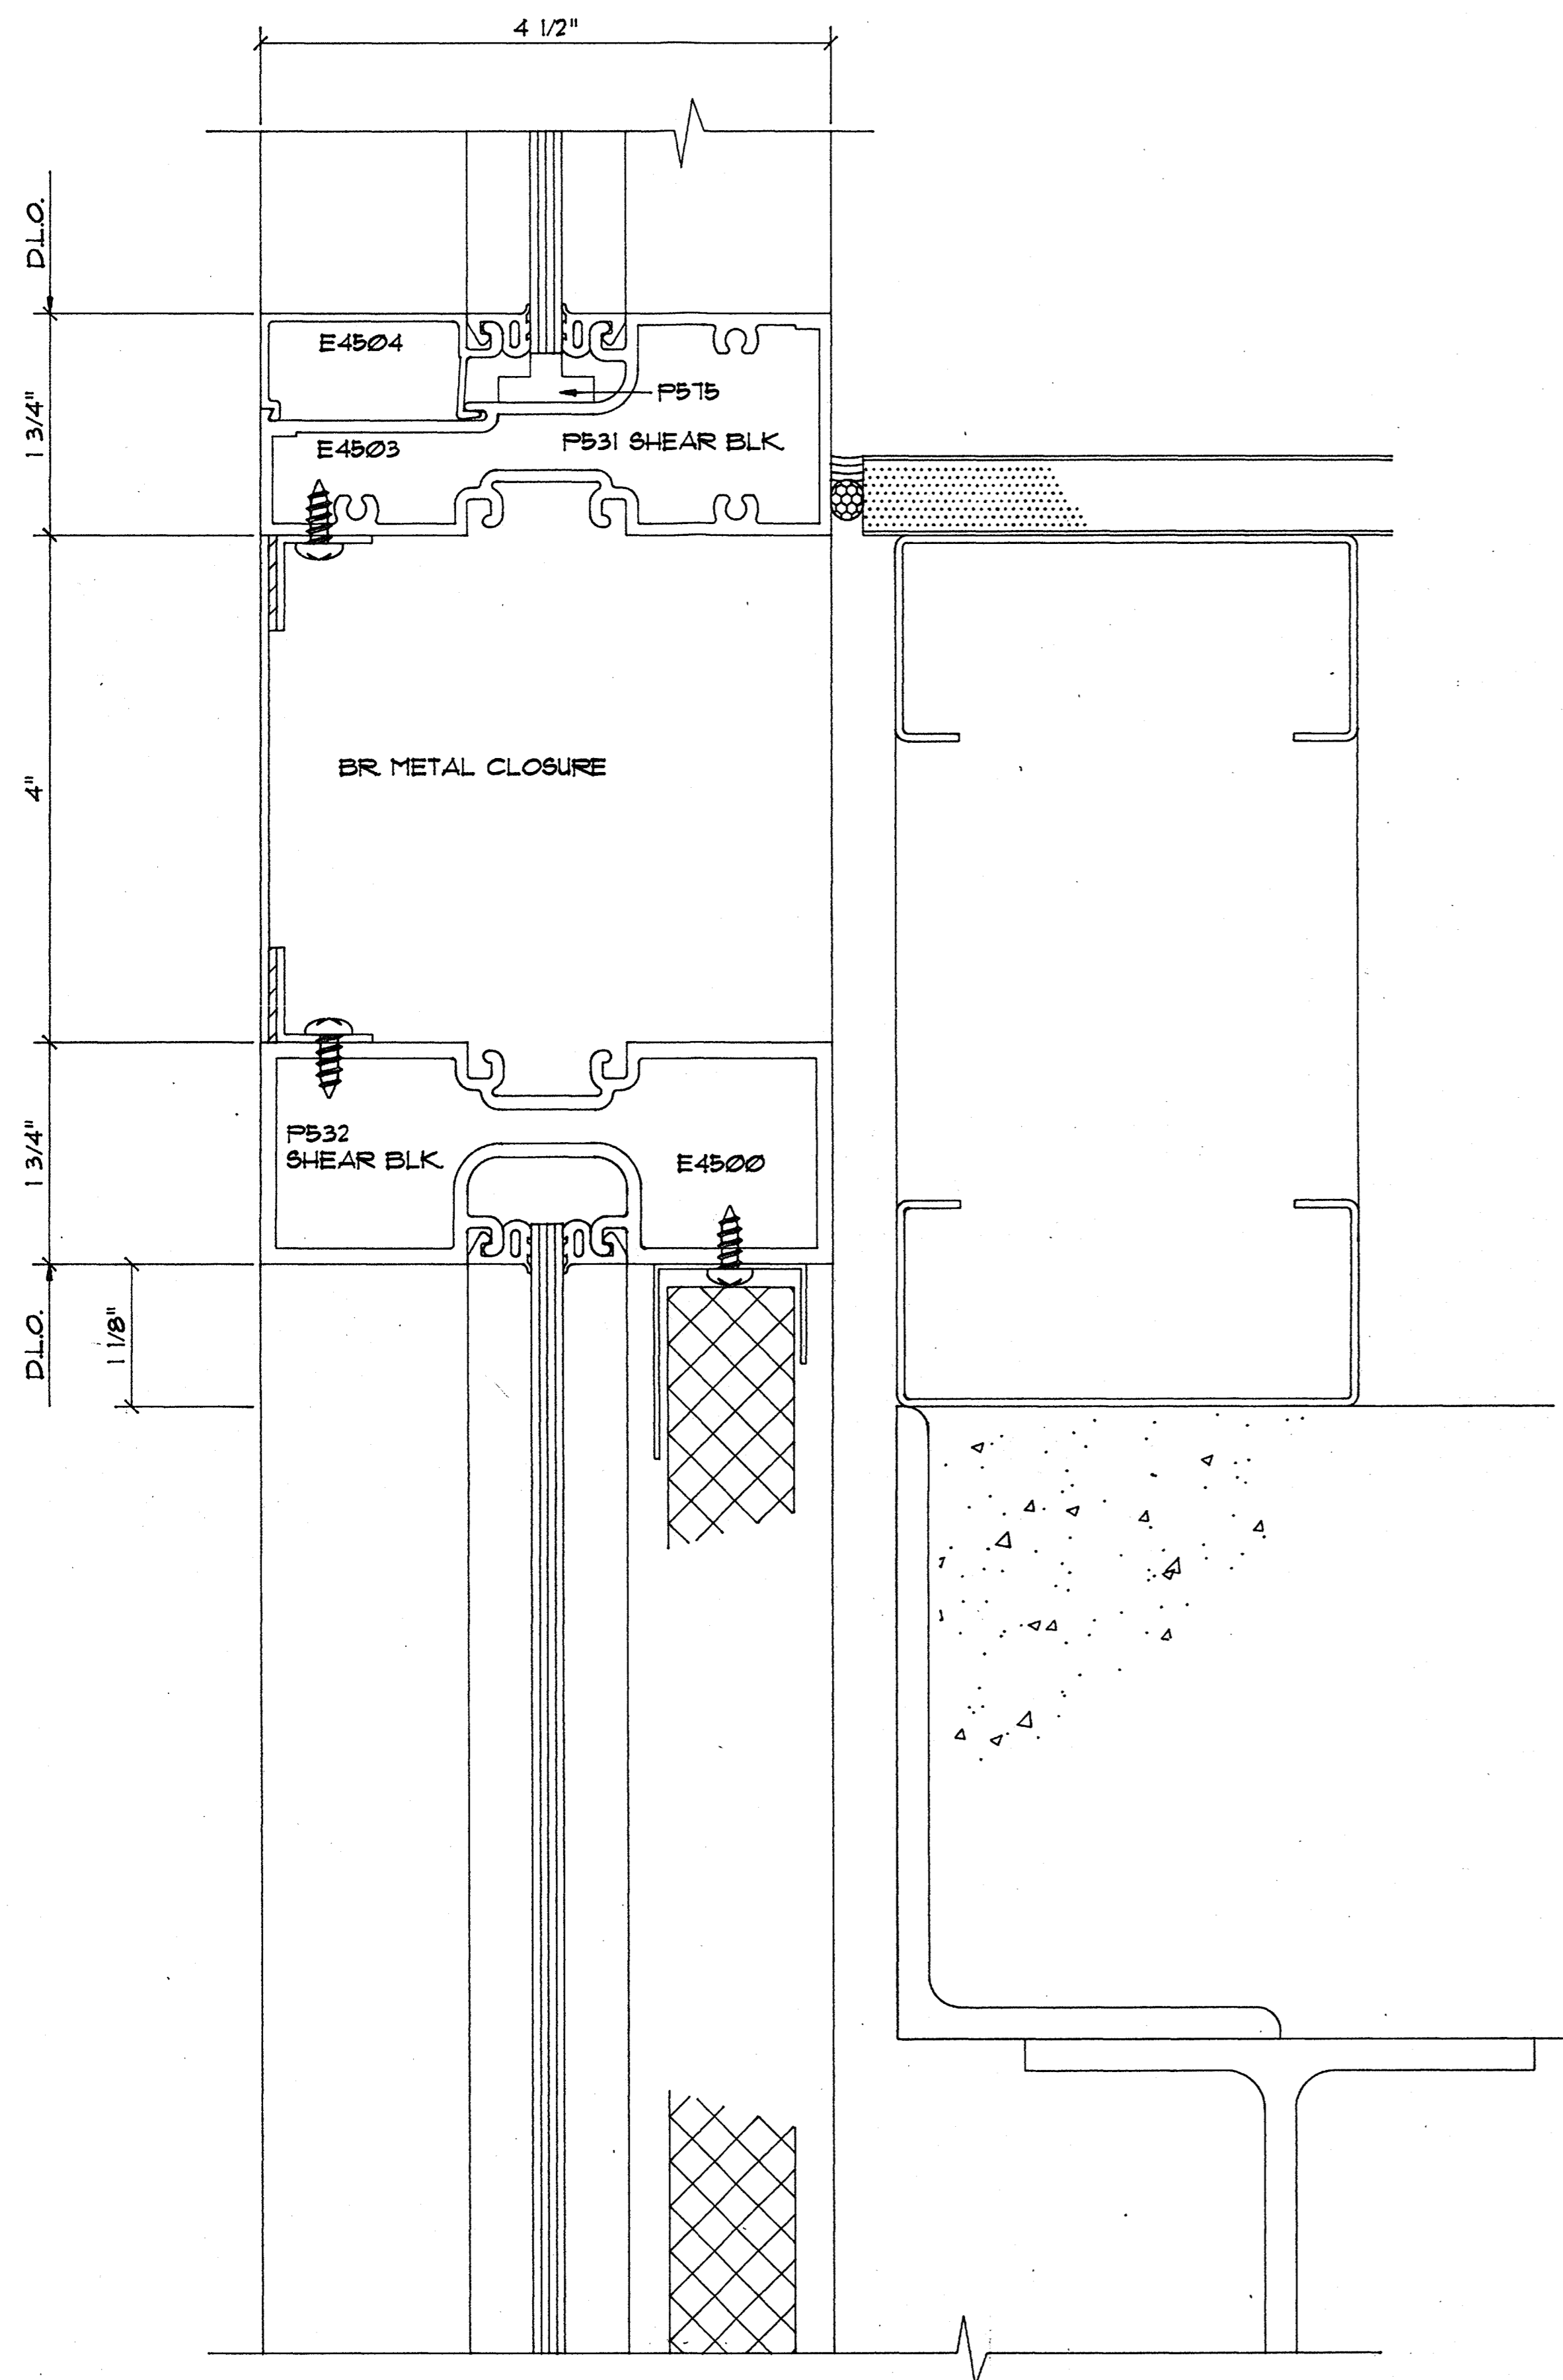 4 1/2"
D.L.O.
E4504
1 3/4"
P575
E4503
P531 SHEAR BLK.
4"
BR. METAL CLOSURE
1 3/4"
P532
SHEAR BLK.
E4500
D.L.O.
1 1/8"